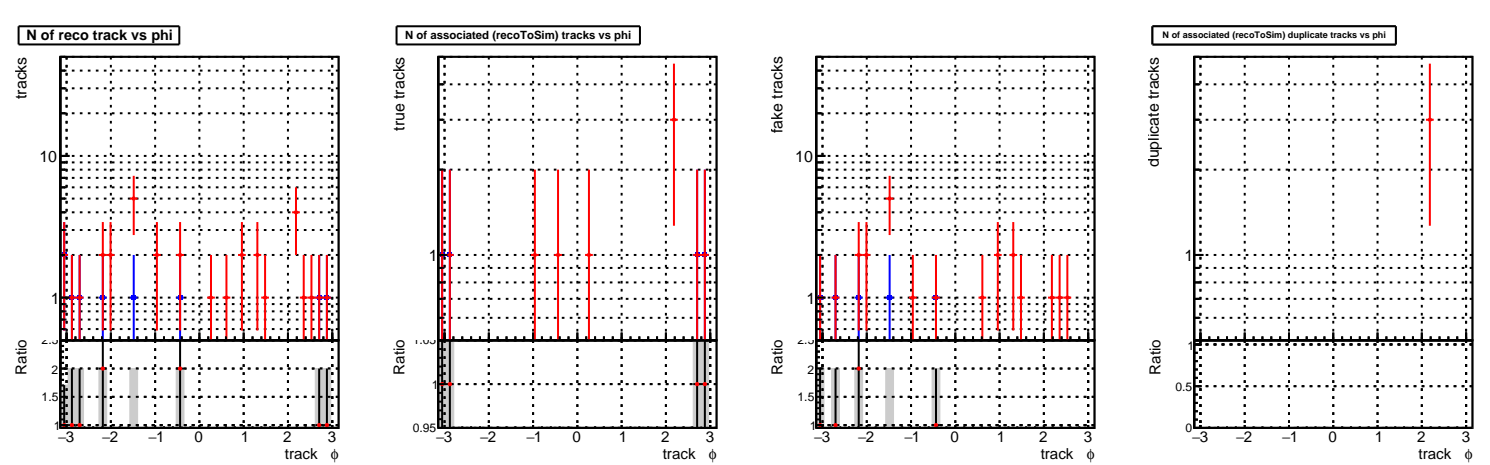 N of reco track vs phi
tracks
10
1
2.5
2
1.5
1
Ratio
−3 −2 −1 0 1 2 3
track ϕ
N of associated (recoToSim) tracks vs phi
true tracks
1
1.05
1
0.95
Ratio
−3 −2 −1 0 1 2 3
track ϕ
fake tracks
10
1
2.5
2
1.5
1
Ratio
−3 −2 −1 0 1 2 3
track ϕ
N of associated (recoToSim) duplicate tracks vs phi
duplicate tracks
1
1
0.5
0
Ratio
−3 −2 −1 0 1 2 3
track ϕ